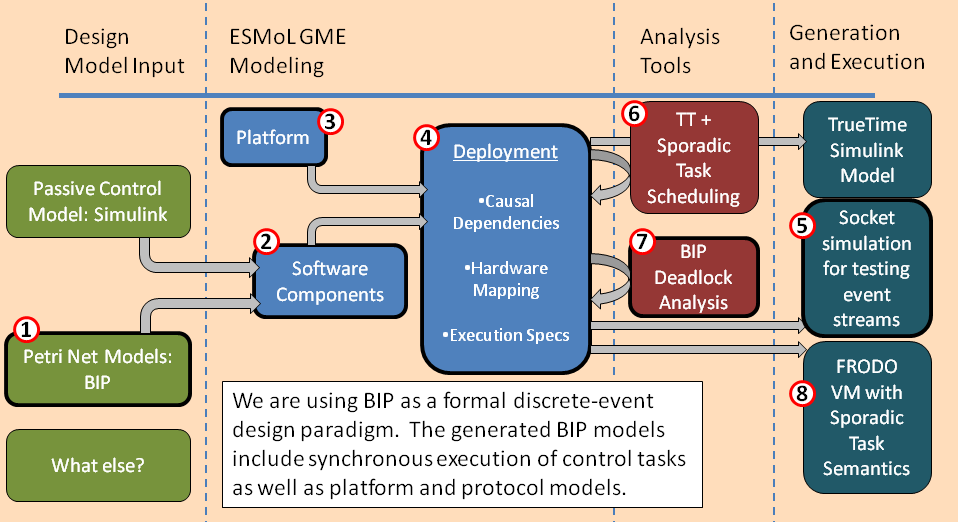 Design
Model Input
ESMoL GME
Modeling
Analysis
Tools
Generation
and Execution
Passive Control
Model: Simulink
1
Petri Net Models:
BIP
What else?
3
Platform
2
Software
Components
4
Deployment
•Causal
Dependencies
•Hardware
Mapping
•Execution Specs
6
TT +
Sporadic
Task
Scheduling
7
BIP
Deadlock
Analysis
TrueTime
Simulink
Model
5
Socket
simulation
for testing
event
streams
8
FRODO
VM with
Sporadic
Task
Semantics
We are using BIP as a formal discrete-event
design paradigm.  The generated BIP models
include synchronous execution of control tasks
as well as platform and protocol models.